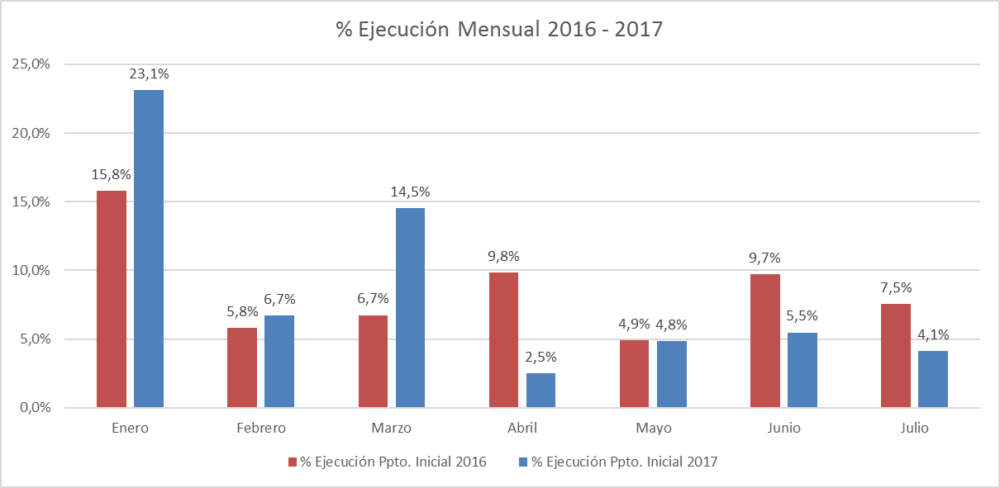 % Ejecución Mensual 2016 - 2017
25,0%
20,0%
15,0%
10,0%
5,0%
0,0%
15,8%
23,1%
5,8%
6,7%
6,7%
14,5%
9,8%
2,5%
4,9%
4,8%
9,7%
5,5%
7,5%
4,1%
Enero
Febrero
Marzo
Abril
Mayo
Junio
Julio
% Ejecución Ppto. Inicial 2016
% Ejecución Ppto. Inicial 2017